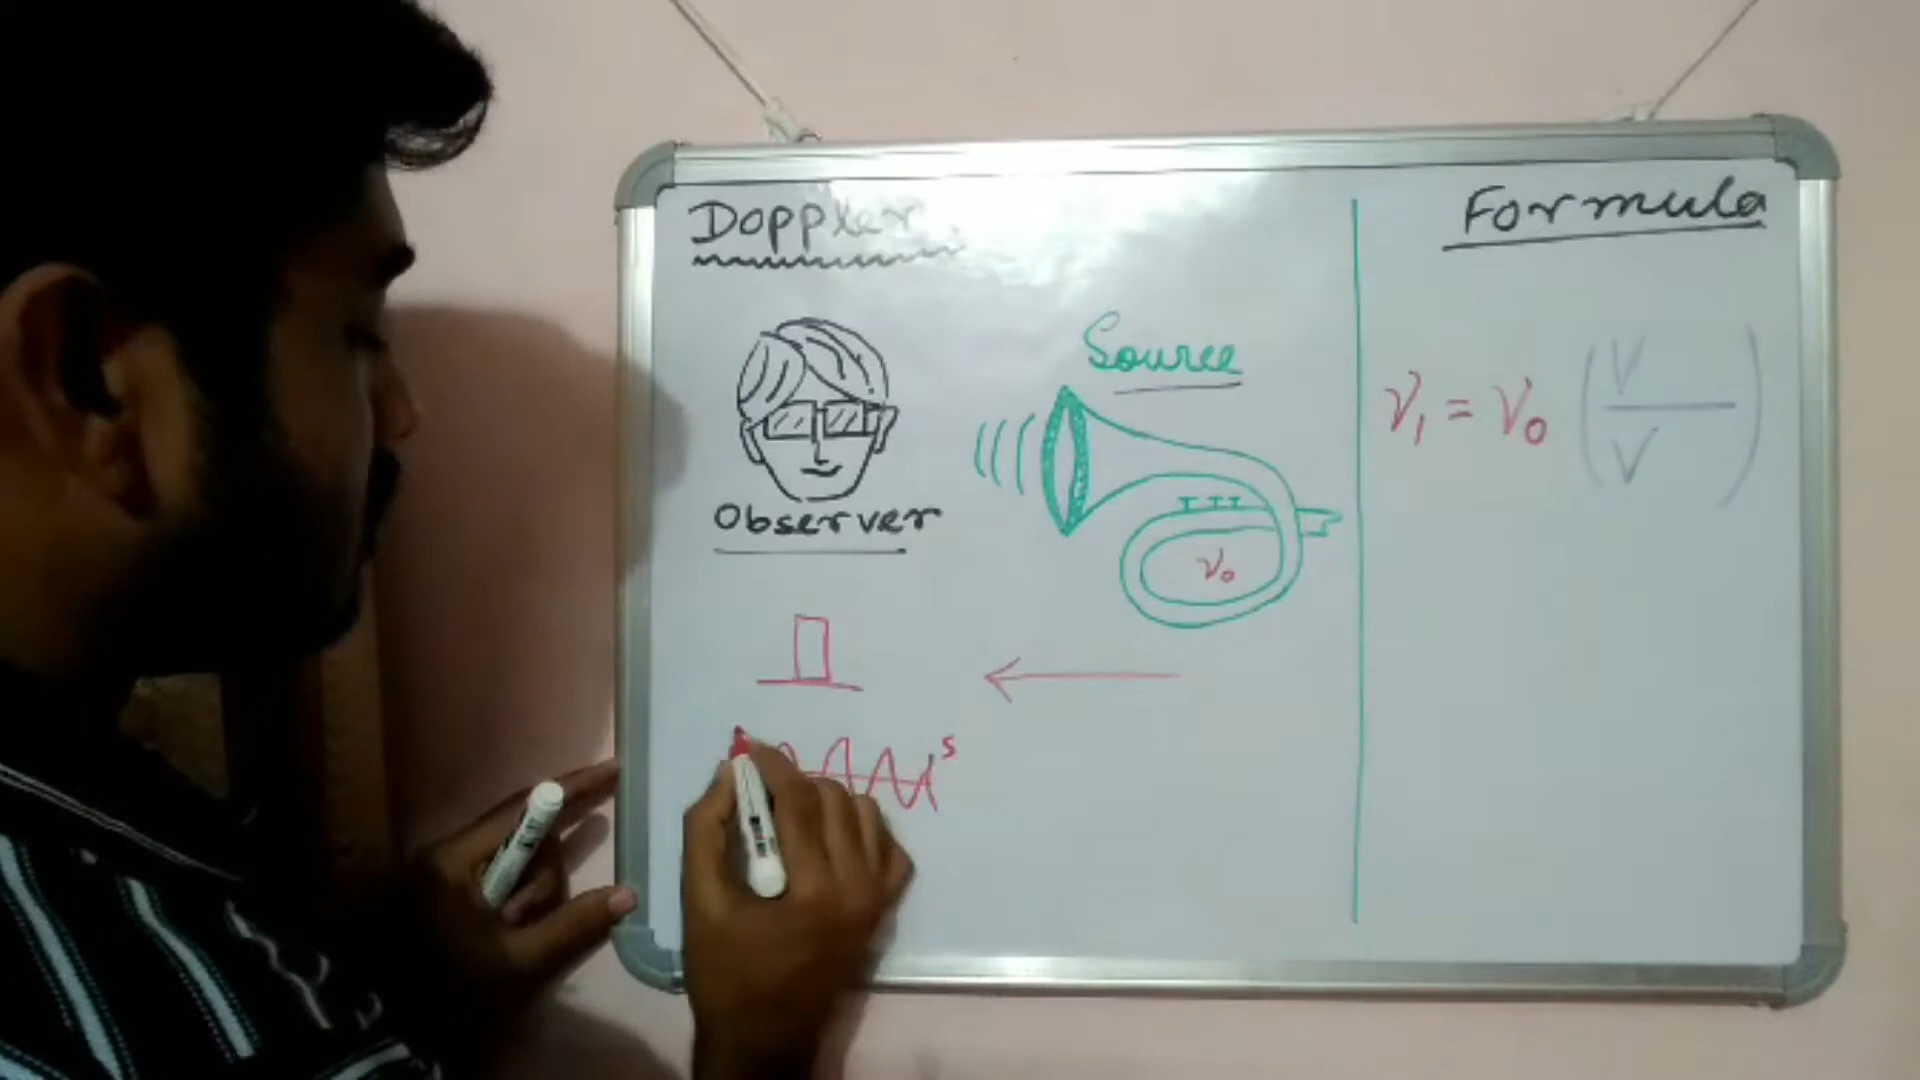 Doppler
Formula
Source
ν₁ = ν₀ (V/V)
Observer
ν₀
s